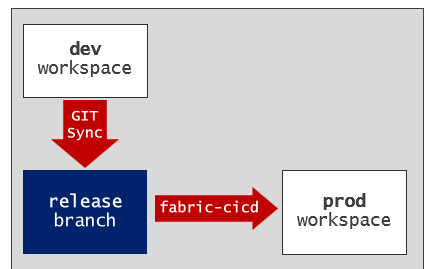 dev
workspace
GIT
Sync
release
branch
fabric-cicd
prod
workspace